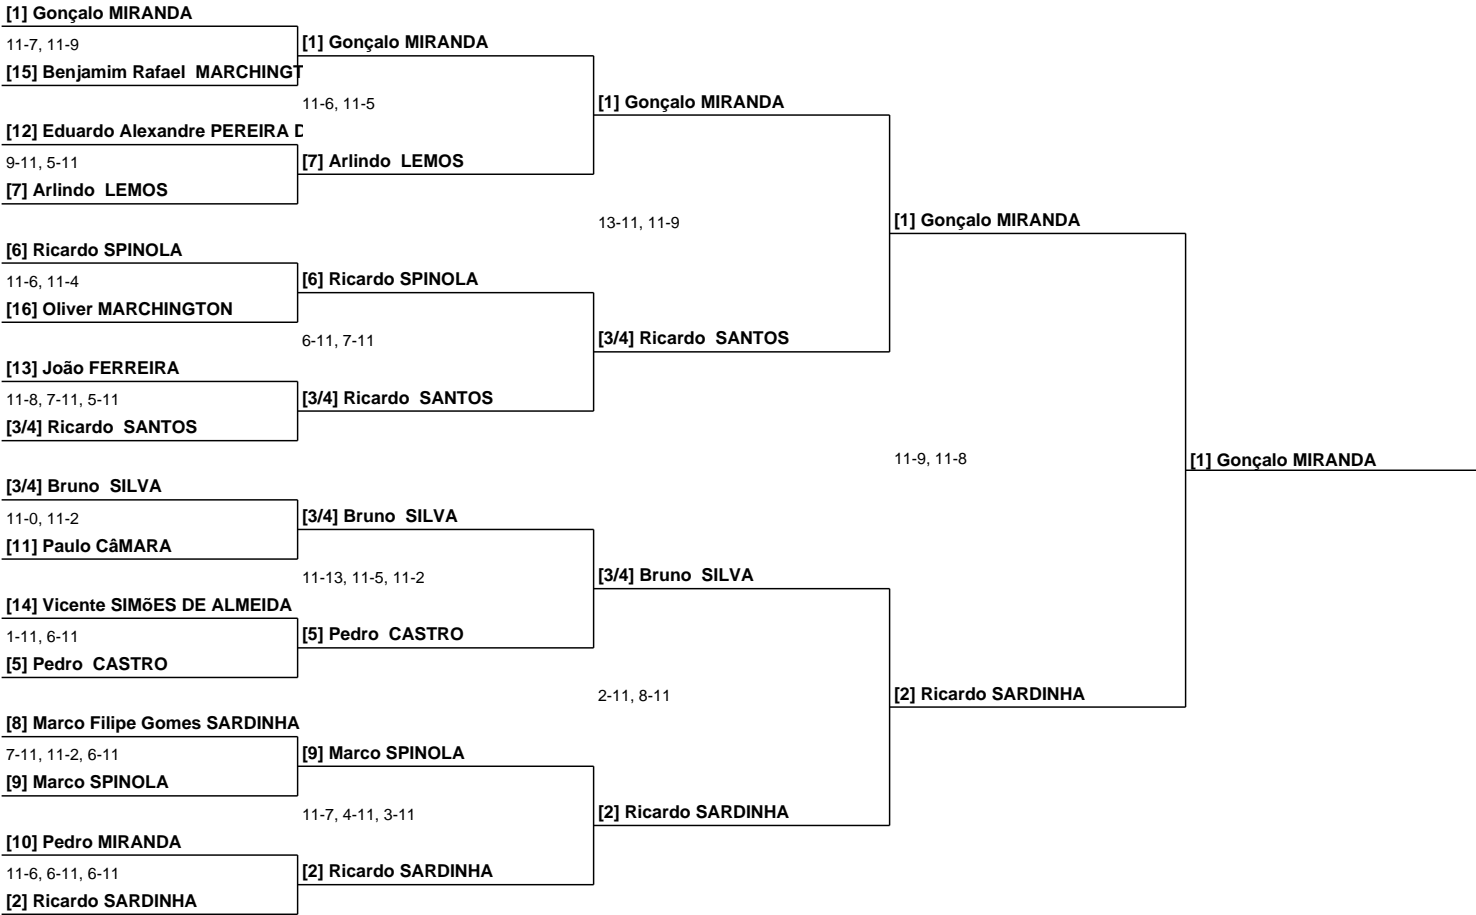 [1] Gonçalo MIRANDA
11-7, 11-9
[1] Gonçalo MIRANDA
[15] Benjamim Rafael  MARCHINGT
11-6, 11-5
[1] Gonçalo MIRANDA
[12] Eduardo Alexandre PEREIRA D
9-11, 5-11
[7] Arlindo  LEMOS
[7] Arlindo  LEMOS
13-11, 11-9
[1] Gonçalo MIRANDA
[6] Ricardo SPINOLA
11-6, 11-4
[6] Ricardo SPINOLA
[16] Oliver MARCHINGTON
6-11, 7-11
[3/4] Ricardo  SANTOS
[13] João FERREIRA
11-8, 7-11, 5-11
[3/4] Ricardo  SANTOS
[3/4] Ricardo  SANTOS
11-9, 11-8
[1] Gonçalo MIRANDA
[3/4] Bruno  SILVA
11-0, 11-2
[3/4] Bruno  SILVA
[11] Paulo CâMARA
11-13, 11-5, 11-2
[3/4] Bruno  SILVA
[14] Vicente SIMõES DE ALMEIDA
1-11, 6-11
[5] Pedro  CASTRO
[5] Pedro  CASTRO
2-11, 8-11
[2] Ricardo SARDINHA
[8] Marco Filipe Gomes SARDINHA
7-11, 11-2, 6-11
[9] Marco SPINOLA
[9] Marco SPINOLA
11-7, 4-11, 3-11
[2] Ricardo SARDINHA
[10] Pedro MIRANDA
11-6, 6-11, 6-11
[2] Ricardo SARDINHA
[2] Ricardo SARDINHA